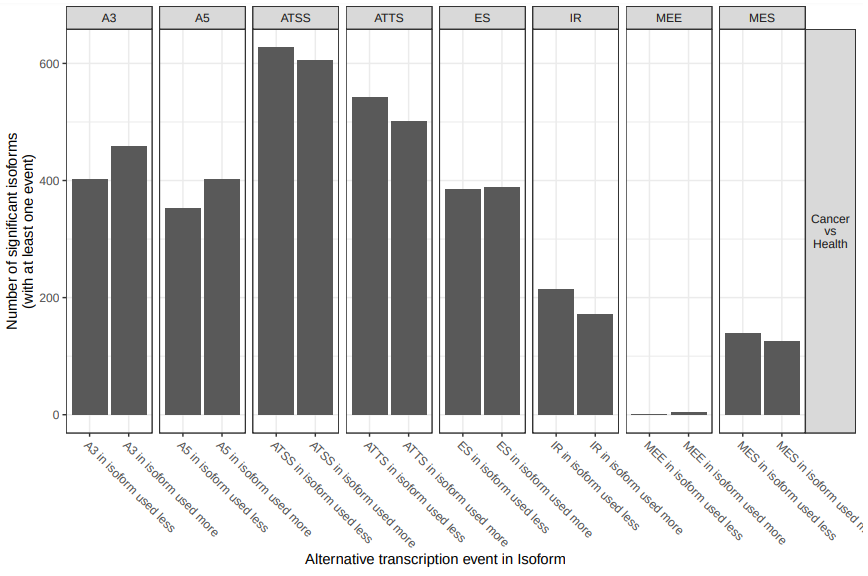 A3
A5
ATSS
ATTS
ES
IR
MEE
MES
Number of significant isoforms
(with at least one event)
600
400
200
0
Cancer
vs
Health
A3 in isoform used less
A3 in isoform used more
A5 in isoform used less
A5 in isoform used more
ATSS in isoform used less
ATSS in isoform used more
ATTS in isoform used less
ATTS in isoform used more
ES in isoform used less
ES in isoform used more
IR in isoform used less
IR in isoform used more
MEE in isoform used less
MEE in isoform used more
MES in isoform used less
MES in isoform used m
Alternative transcription event in Isoform